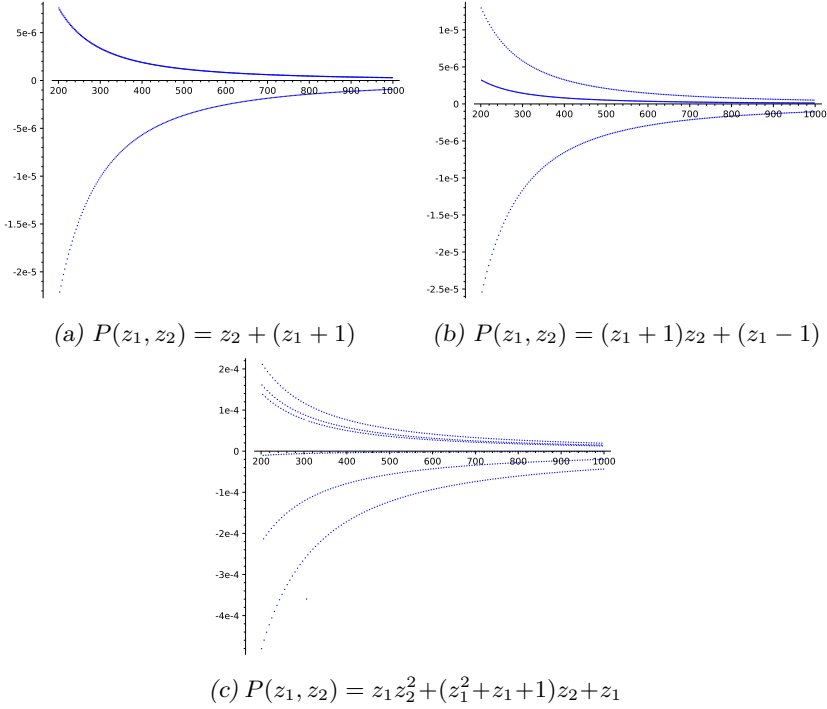 5e-6
0
200 300 400 500 600 700 800 900 1000
-5e-6
-1e-5
-1.5e-5
-2e-5
(a) P(z₁, z₂) = z₂ + (z₁ + 1)
1e-5
5e-6
0
200 300 400 500 600 700 800 900 1000
-5e-6
-1e-5
-1.5e-5
-2e-5
-2.5e-5
(b) P(z₁, z₂) = (z₁ + 1)z₂ + (z₁ − 1)
2e-4
1e-4
0
200 300 400 500 600 700 800 900 1000
-1e-4
-2e-4
-3e-4
-4e-4
(c) P(z₁, z₂) = z₁z₂²+(z₁²+z₁+1)z₂+z₁